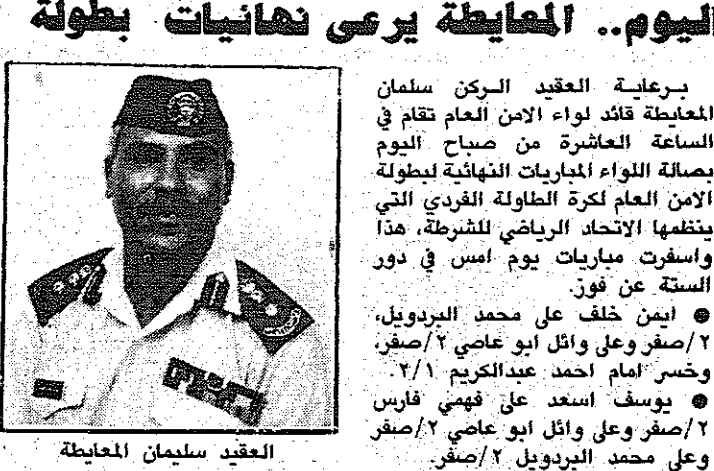 اليوم.. المعايطة يرعى نهائيات بطولة
برعاية العقيد الركن سلمان
المعايطة قائد لواء الامن العام تقام في
الساعة العاشرة من صباح اليوم
بصالة اللواء المباريات النهائية لبطولة
الامن العام لكرة الطاولة الفردي التي
ينظمها الاتحاد الرياضي للشرطة، هذا
واسفرت مباريات يوم امس في دور
الستة عن فوز.
● ايمن خلف على محمد البردويل،
٢/صفر وعلى وائل ابو عاصي ٢/صفر،
وخسر امام احمد عبدالكريم ٢/١.
● يوسف اسعد على فهمي فارس
٢/صفر وعلى وائل ابو عاصي ٢/صفر
وعلى محمد البردويل ٢/صفر.
العقيد سليمان المعايطة